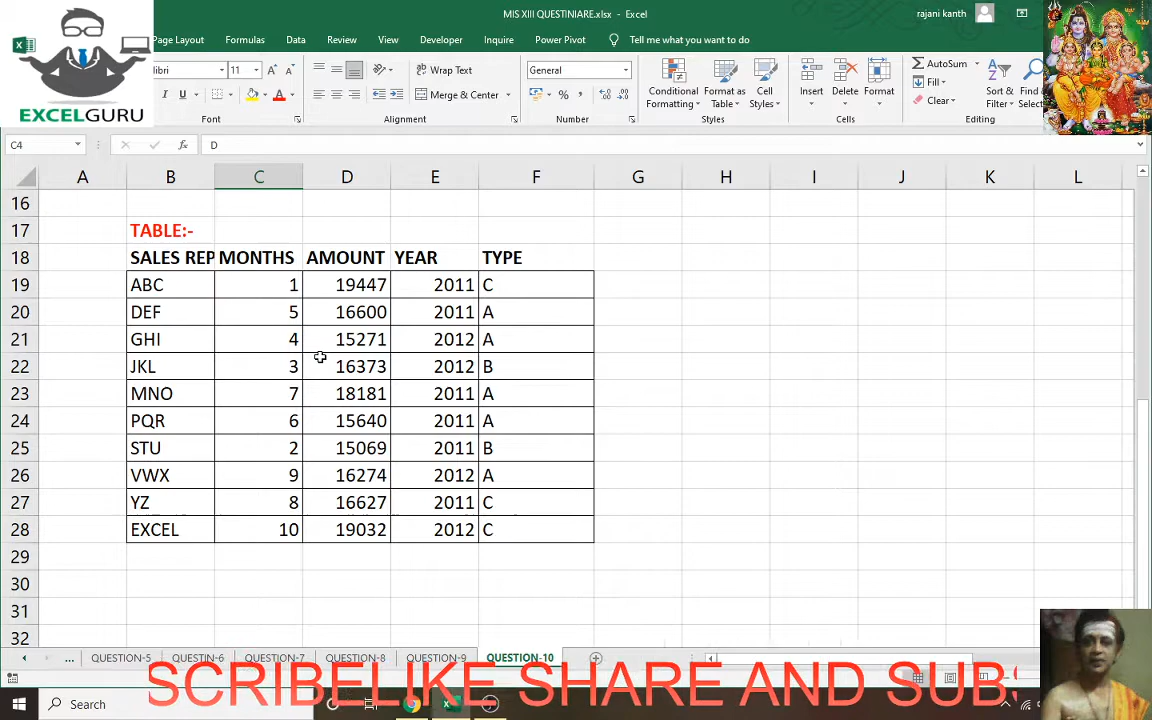 MIS XIII QUESTINIARE.xlsx - Excel
rajani kanth
Page Layout Formulas Data Review View Developer Inquire Power Pivot Tell me what you want to do
EXCELGURU
11 Wrap Text General AutoSum
Merge & Center Fill
Clear
Conditional Formatting Format as Table Cell Styles Insert Delete Format Sort & Filter
Font Alignment Number Styles Cells Editing
C4 fx D
A B C D E F G H I J K L
16
17 TABLE:-
18 SALES REP MONTHS AMOUNT YEAR TYPE
19 ABC 1 19447 2011 C
20 DEF 5 16600 2011 A
21 GHI 4 15271 2012 A
22 JKL 3 16373 2012 B
23 MNO 7 18181 2011 A
24 PQR 6 15640 2011 A
25 STU 2 15069 2011 B
26 VWX 9 16274 2012 A
27 YZ 8 16627 2011 C
28 EXCEL 10 19032 2012 C
29
30
31
32
... QUESTION-5 QUESTION-6 QUESTION-7 QUESTION-8 QUESTION-9 QUESTION-10
SCRIBELIKE SHARE AND SUBS
Search